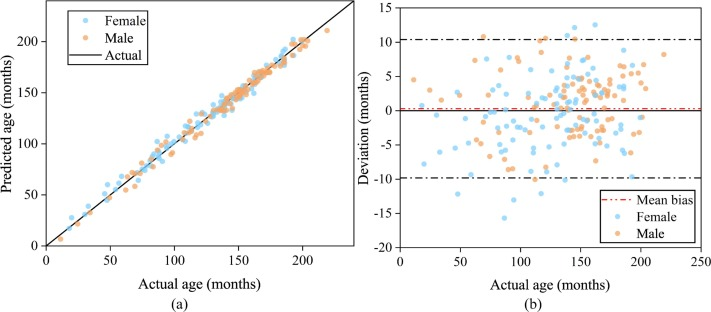 200
150
100
50
0
Predicted age (months)
Female
Male
Actual
0 50 100 150 200
Actual age (months)
(a)
15
10
5
0
-5
-10
-15
-20
Deviation (months)
Mean bias
Female
Male
0 50 100 150 200 250
Actual age (months)
(b)